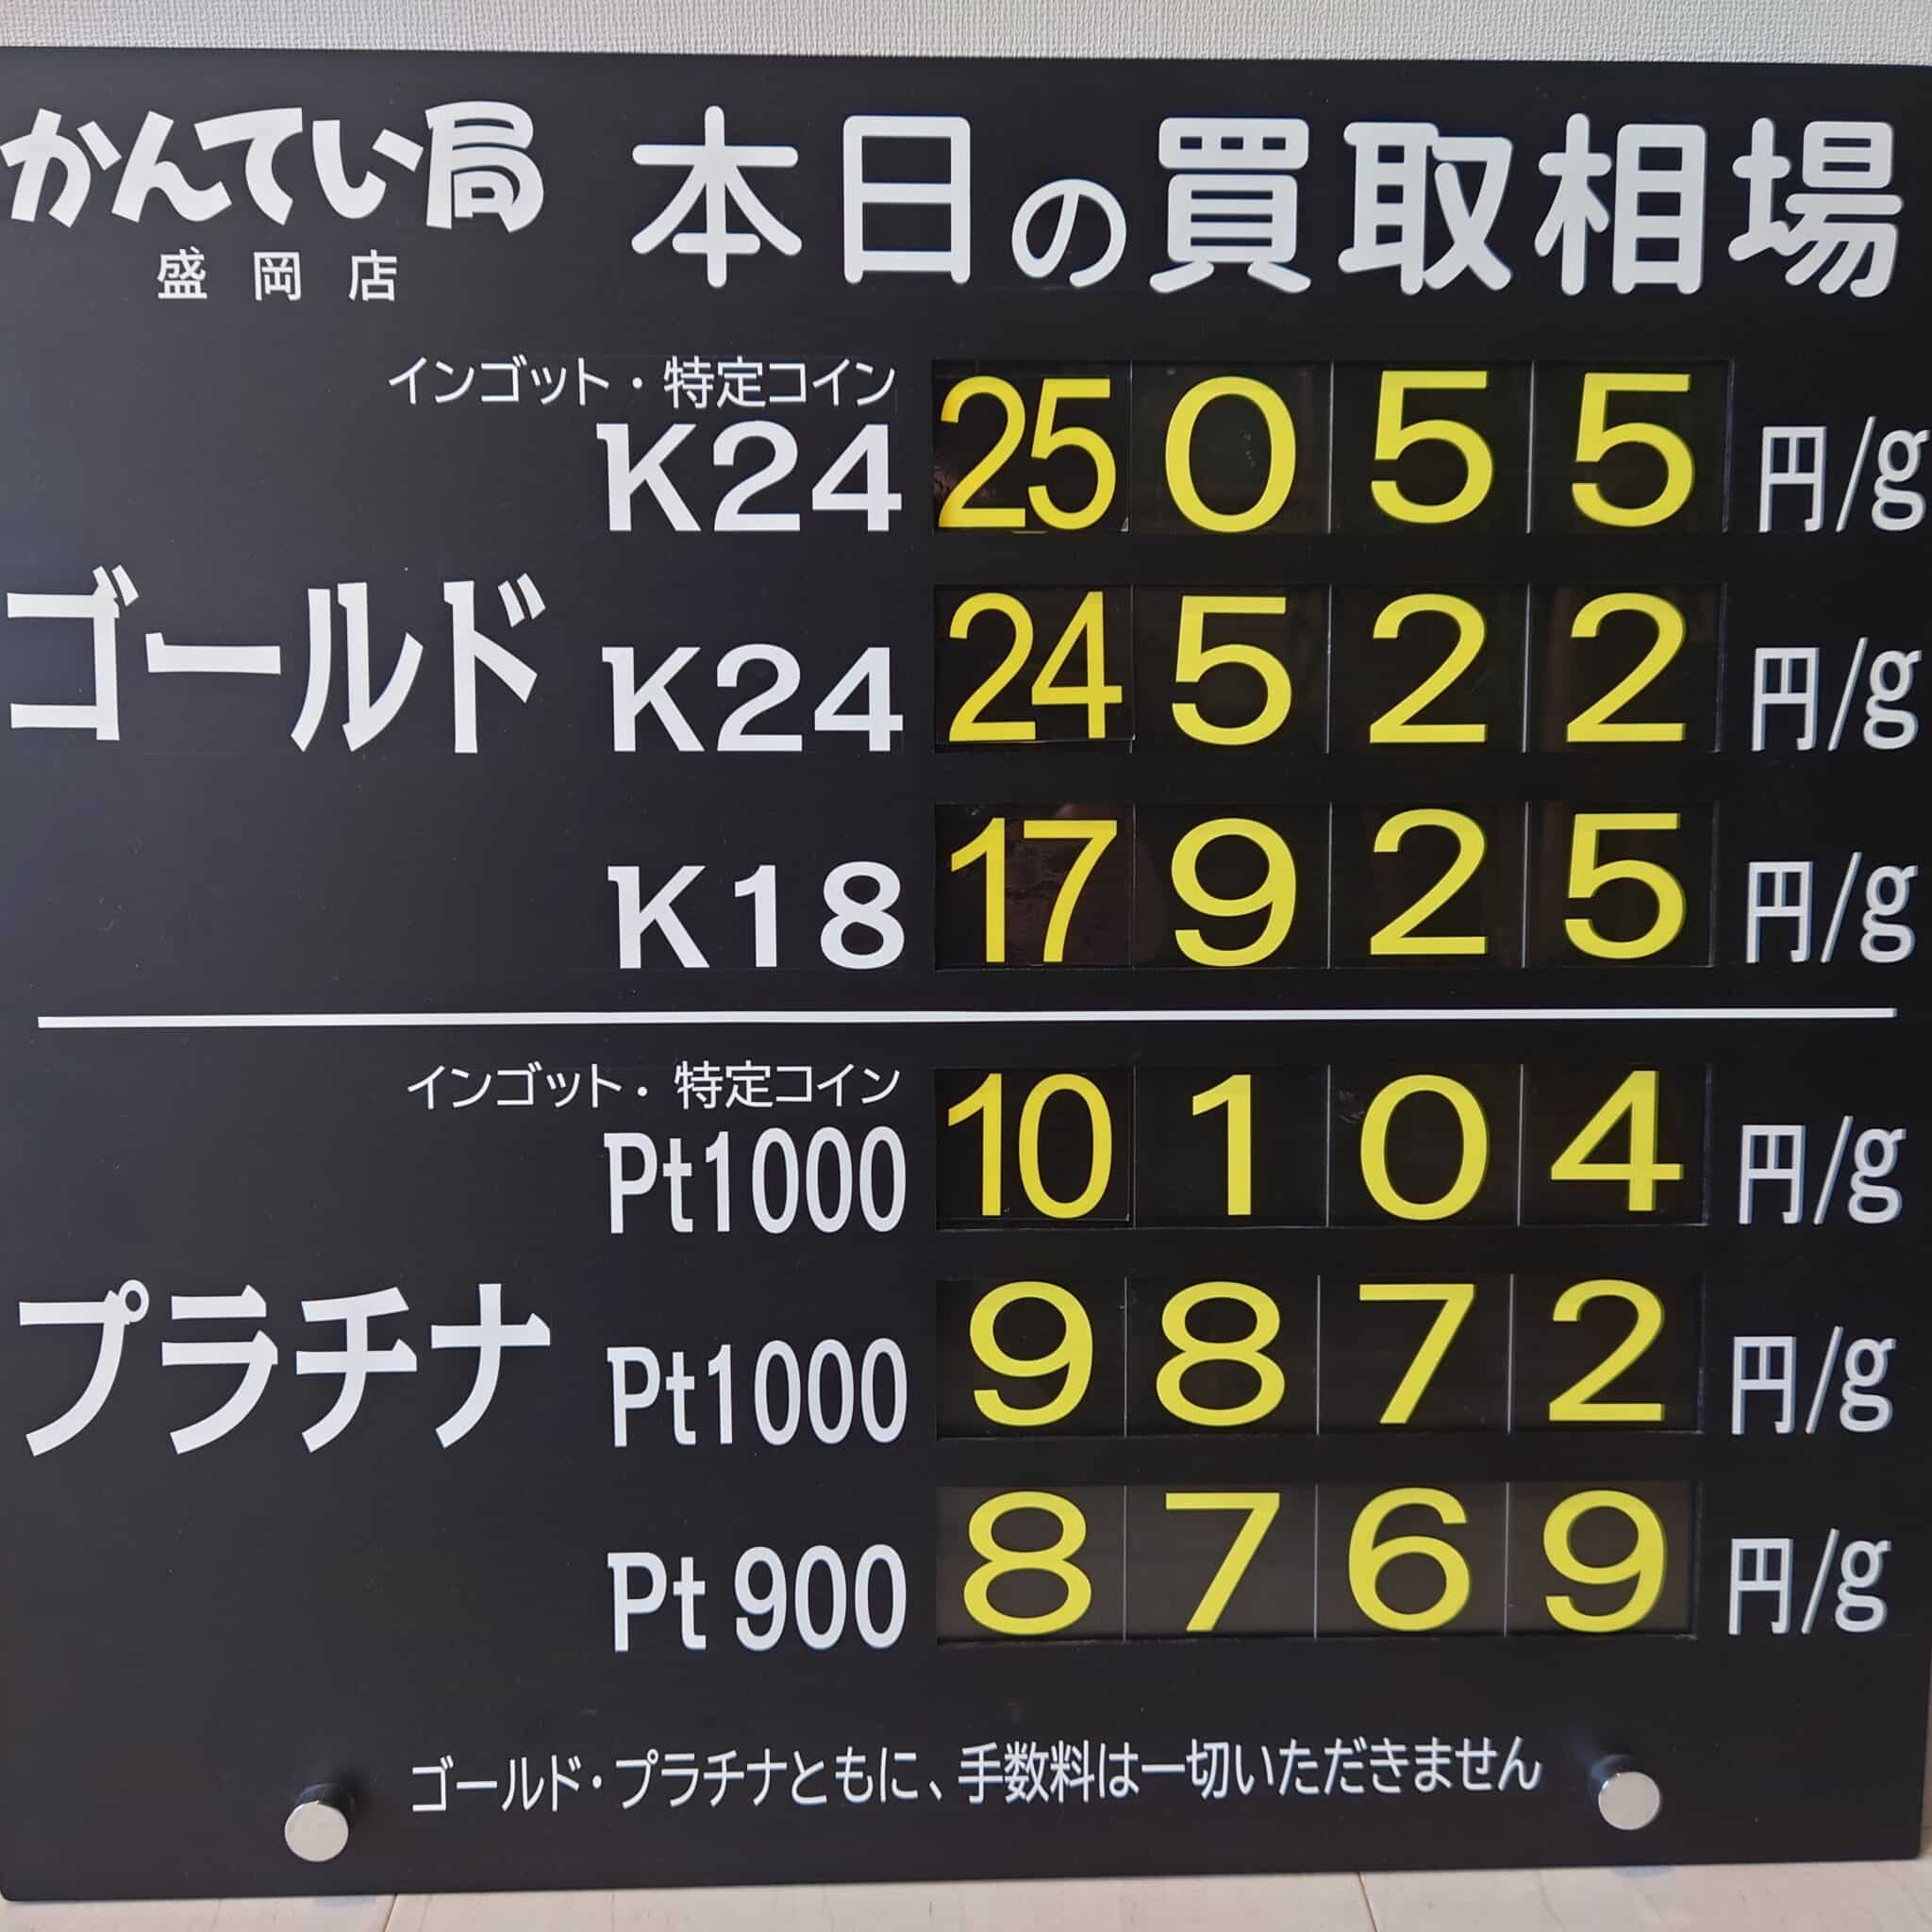 かんてい局 本日の買取相場
盛岡店
インゴット・特定コイン
K24 25055 円/g
ゴールド K24 24522 円/g
K18 17925 円/g
インゴット・特定コイン
Pt1000 10104 円/g
プラチナ Pt1000 9872 円/g
Pt900 8769 円/g
ゴールド・プラチナともに、手数料は一切いただきません